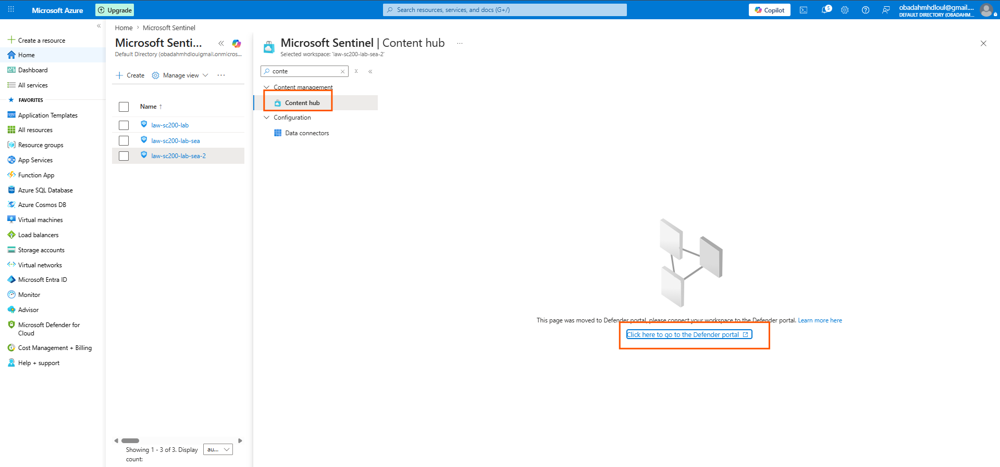 Microsoft Azure
Upgrade
Search resources, services, and docs (G+/)
Copilot
5
obadahmhdloul@gmail....
DEFAULT DIRECTORY (OBADAHM...
Create a resource
Home
Dashboard
All services
FAVORITES
Application Templates
All resources
Resource groups
App Services
Function App
Azure SQL Database
Azure Cosmos DB
Virtual machines
Load balancers
Storage accounts
Virtual networks
Microsoft Entra ID
Monitor
Advisor
Microsoft Defender for
Cloud
Cost Management + Billing
Help + support
Home > Microsoft Sentinel
Microsoft Senti...
Default Directory (obadahmhdloulgmail.onmicros...
Create
Manage view
Name ↑
law-sc200-lab
law-sc200-lab-sea
law-sc200-lab-sea-2
Showing 1 - 3 of 3. Display
count:
au...
Microsoft Sentinel | Content hub
Selected workspace: 'law-sc200-lab-sea-2'
conte
Content management
Content hub
Configuration
Data connectors
This page was moved to Defender portal, please connect your workspace to the Defender portal. Learn more here
Click here to go to the Defender portal